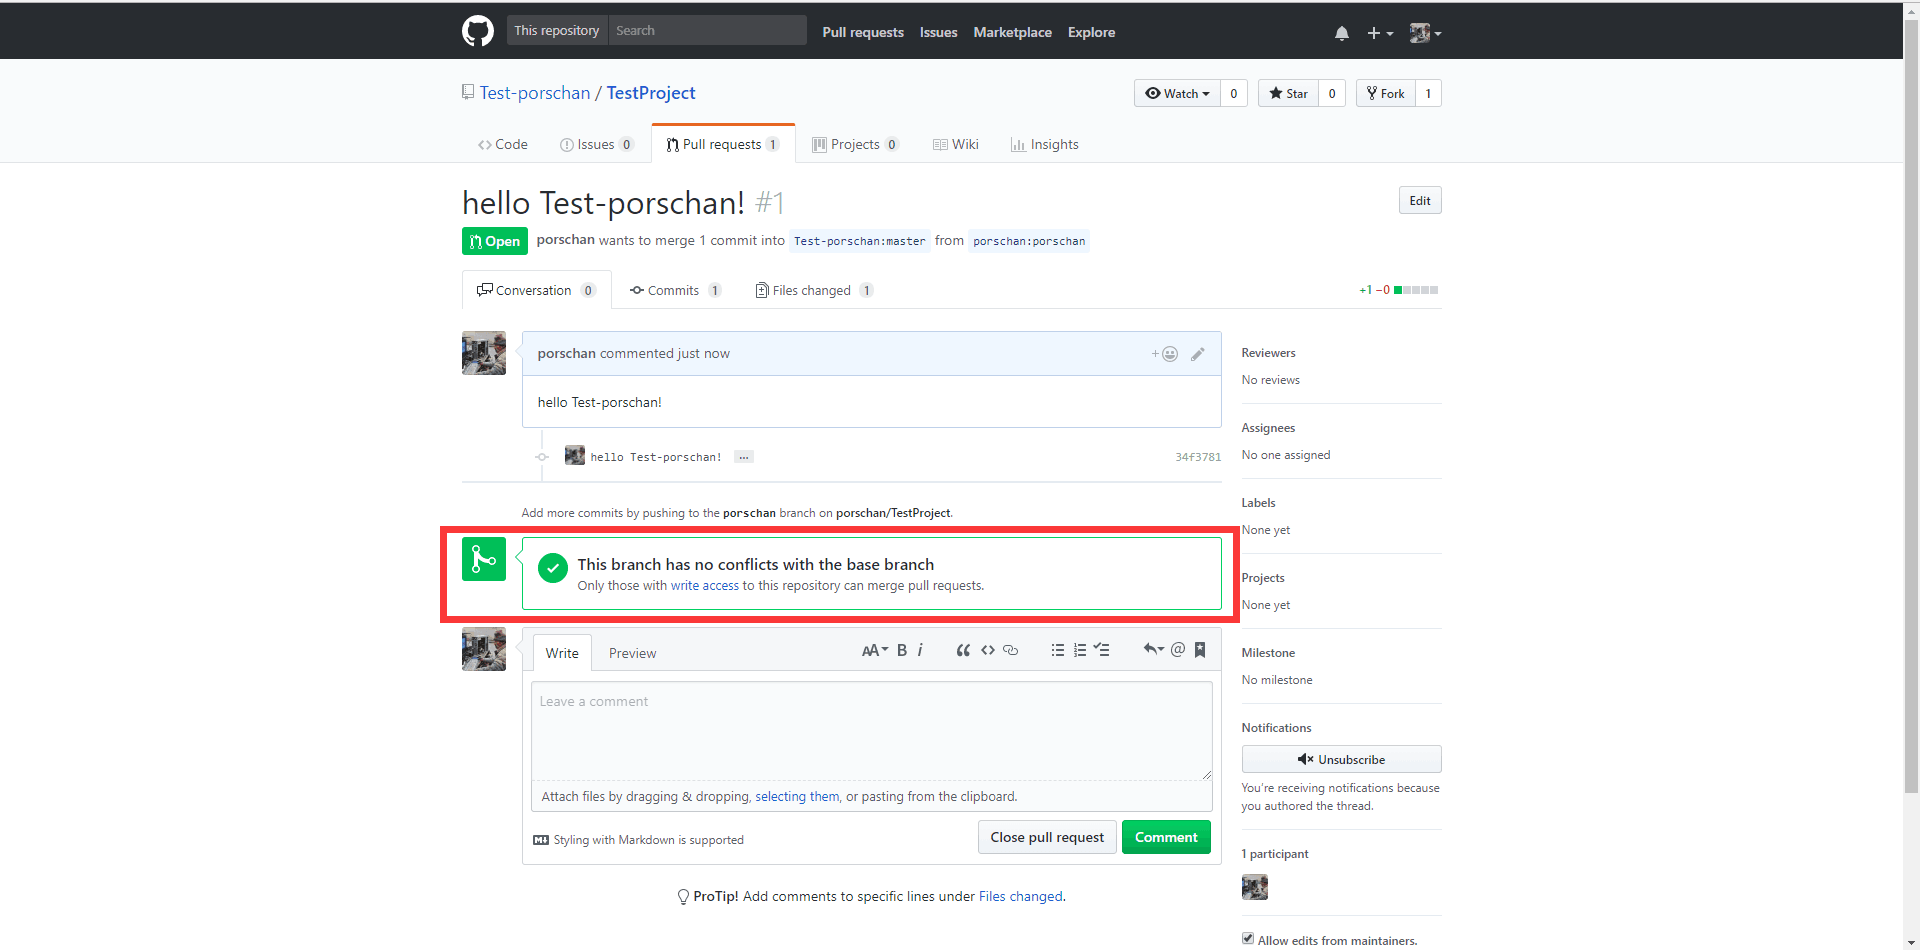 This repository Search Pull requests Issues Marketplace Explore
Test-porschan / TestProject
Watch 0 Star 0 Fork 1
Code Issues 0 Pull requests 1 Projects 0 Wiki Insights
hello Test-porschan! #1
Edit
Open porschan wants to merge 1 commit into Test-porschan:master from porschan:porschan
Conversation 0 Commits 1 Files changed 1
+1 −0
porschan commented just now
hello Test-porschan!
hello Test-porschan! ...
34f3781
Add more commits by pushing to the porschan branch on porschan/TestProject.
This branch has no conflicts with the base branch
Only those with write access to this repository can merge pull requests.
Write Preview
AA B i
Leave a comment
Attach files by dragging & dropping, selecting them, or pasting from the clipboard.
Styling with Markdown is supported
Close pull request Comment
ProTip! Add comments to specific lines under Files changed.
Reviewers
No reviews
Assignees
No one assigned
Labels
None yet
Projects
None yet
Milestone
No milestone
Notifications
Unsubscribe
You're receiving notifications because
you authored the thread.
1 participant
Allow edits from maintainers.